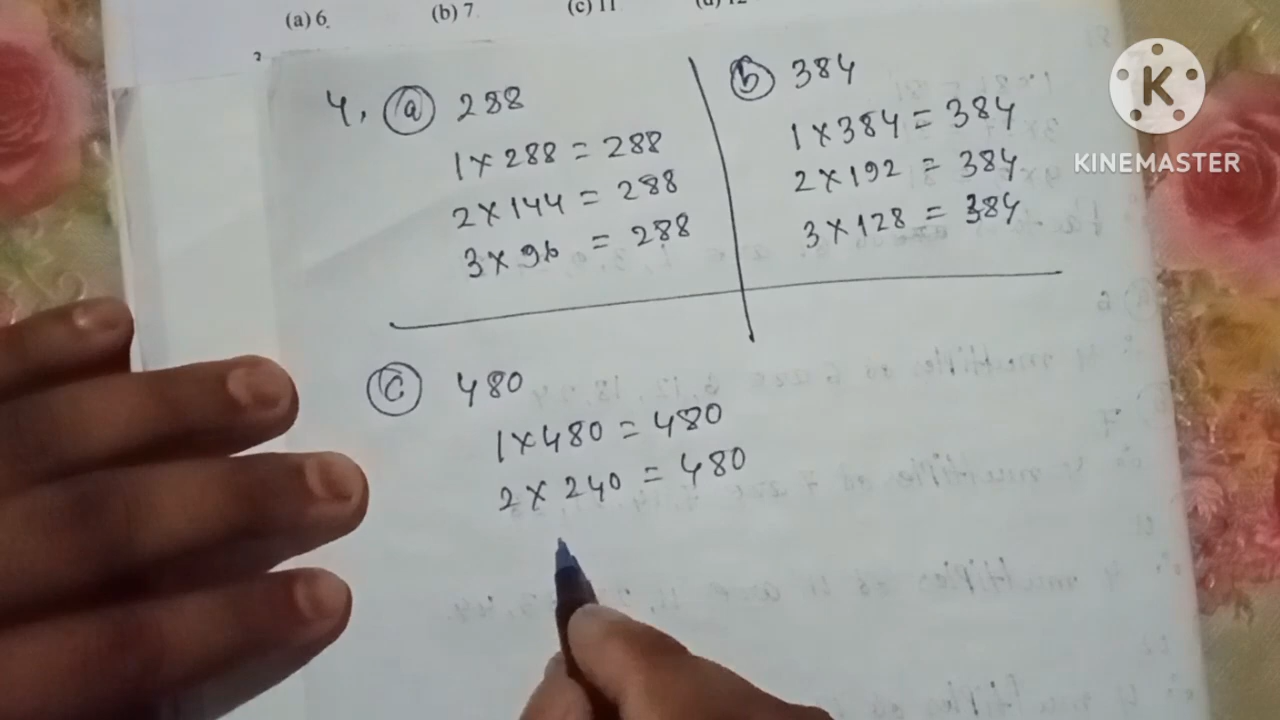 (a) 6. (b) 7 (c) 11
4. (a) 288
1 × 288 = 288
2 × 144 = 288
3 × 96 = 288
(b) 384
1 × 384 = 384
2 × 192 = 384
3 × 128 = 384
(c) 480
1 × 480 = 480
2 × 240 = 480
K
KINEMASTER